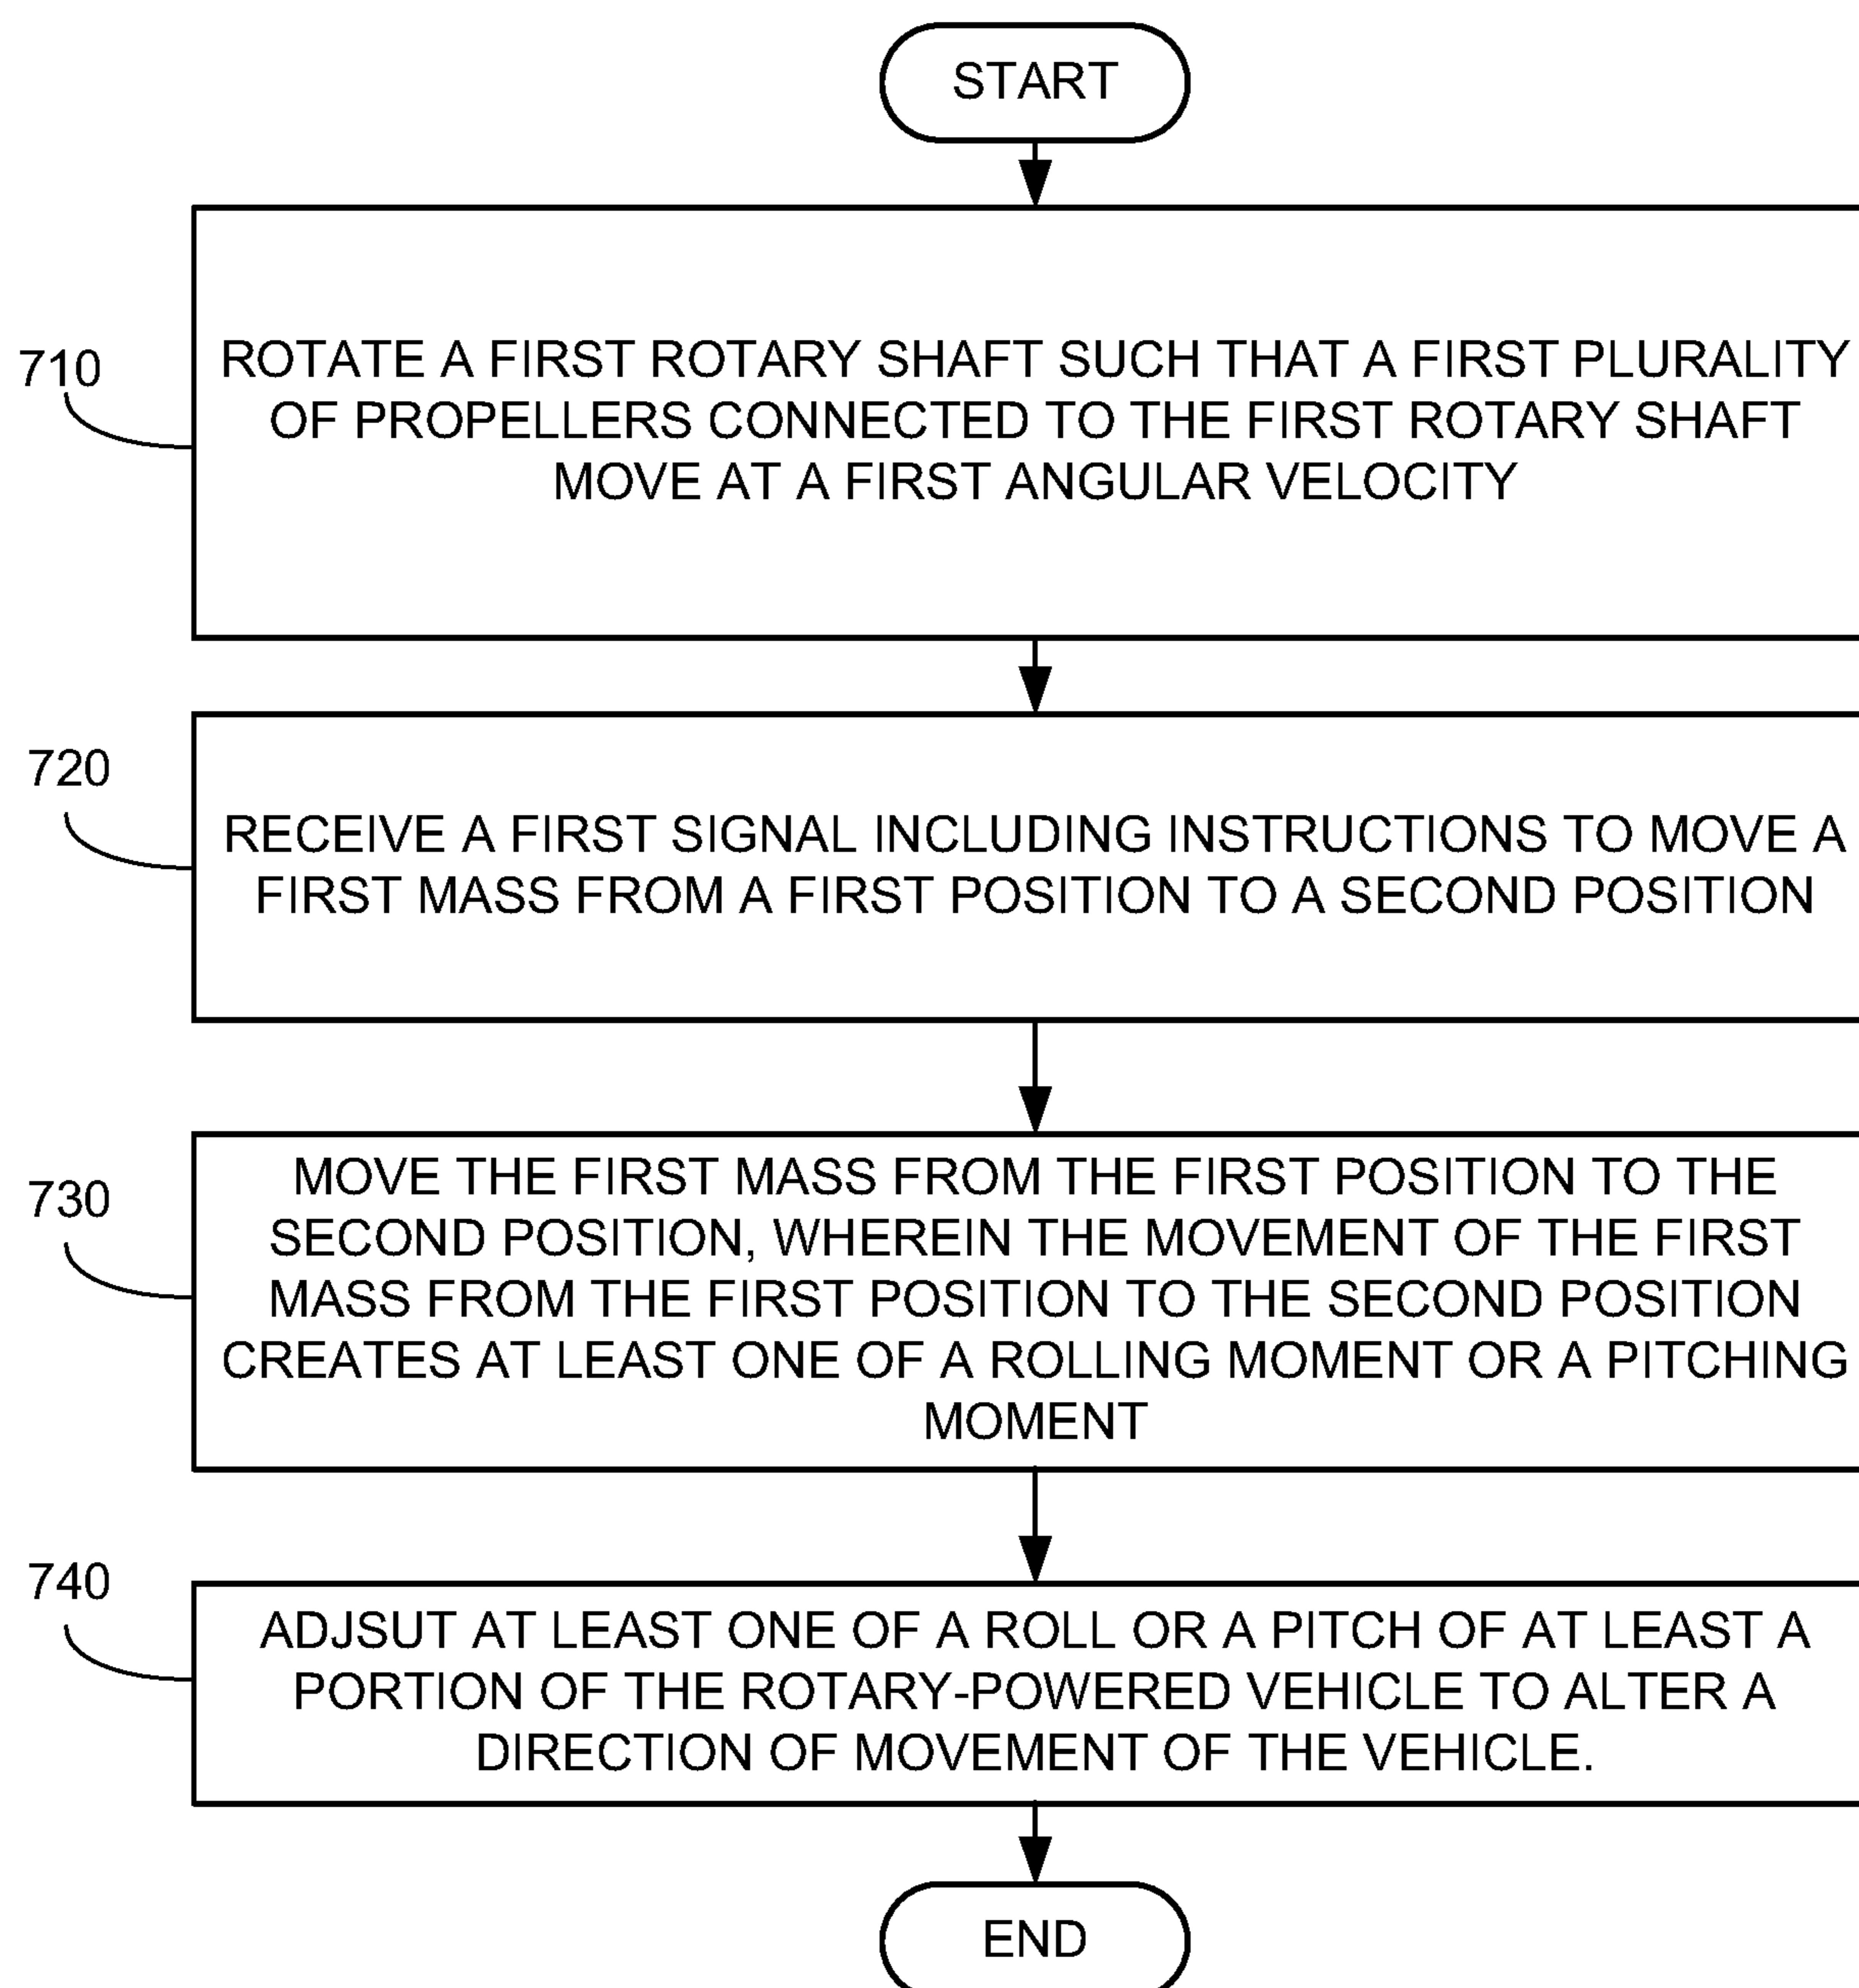 START
710
ROTATE A FIRST ROTARY SHAFT SUCH THAT A FIRST PLURALITY
OF PROPELLERS CONNECTED TO THE FIRST ROTARY SHAFT
MOVE AT A FIRST ANGULAR VELOCITY
720
RECEIVE A FIRST SIGNAL INCLUDING INSTRUCTIONS TO MOVE A
FIRST MASS FROM A FIRST POSITION TO A SECOND POSITION
730
MOVE THE FIRST MASS FROM THE FIRST POSITION TO THE
SECOND POSITION, WHEREIN THE MOVEMENT OF THE FIRST
MASS FROM THE FIRST POSITION TO THE SECOND POSITION
CREATES AT LEAST ONE OF A ROLLING MOMENT OR A PITCHING
MOMENT
740
ADJSUT AT LEAST ONE OF A ROLL OR A PITCH OF AT LEAST A
PORTION OF THE ROTARY-POWERED VEHICLE TO ALTER A
DIRECTION OF MOVEMENT OF THE VEHICLE.
END